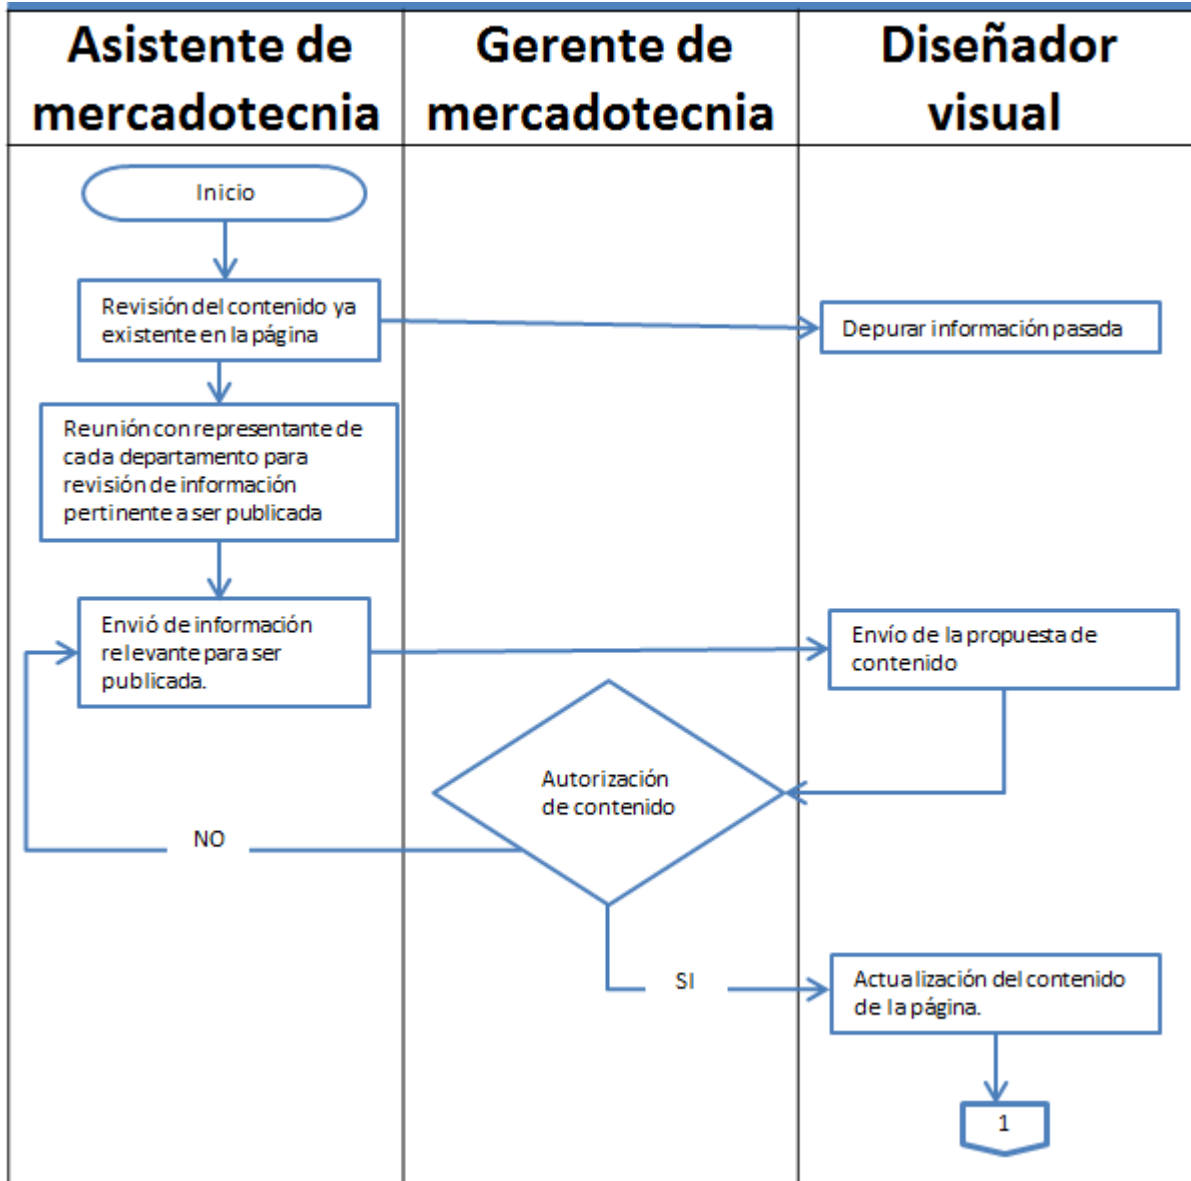 Asistente de
mercadotecnia
Gerente de
mercadotecnia
Diseñador
visual
Inicio
Revisión del contenido ya
existente en la página
Depurar información pasada
Reunión con representante de
cada departamento para
revisión de información
pertinente a ser publicada
Envió de información
relevante para ser
publicada.
Envío de la propuesta de
contenido
Autorización
de contenido
NO
SI
Actualización del contenido
de la página.
1